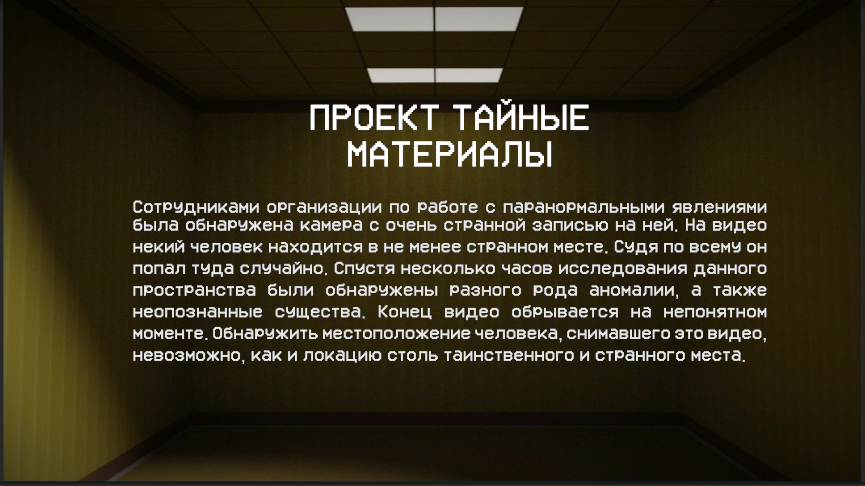 ПРОЕКТ ТАЙНЫЕ
МАТЕРИАЛЫ
Сотрудниками организации по работе с паранормальными явлениями
была обнаружена камера с очень странной записью на ней. На видео
некий человек находится в не менее странном месте. Судя по всему он
попал туда случайно. Спустя несколько часов исследования данного
пространства были обнаружены разного рода аномалии, а также
неопознанные существа. Конец видео обрывается на непонятном
моменте. Обнаружить местоположение человека, снимавшего это видео,
невозможно, как и локацию столь таинственного и странного места.